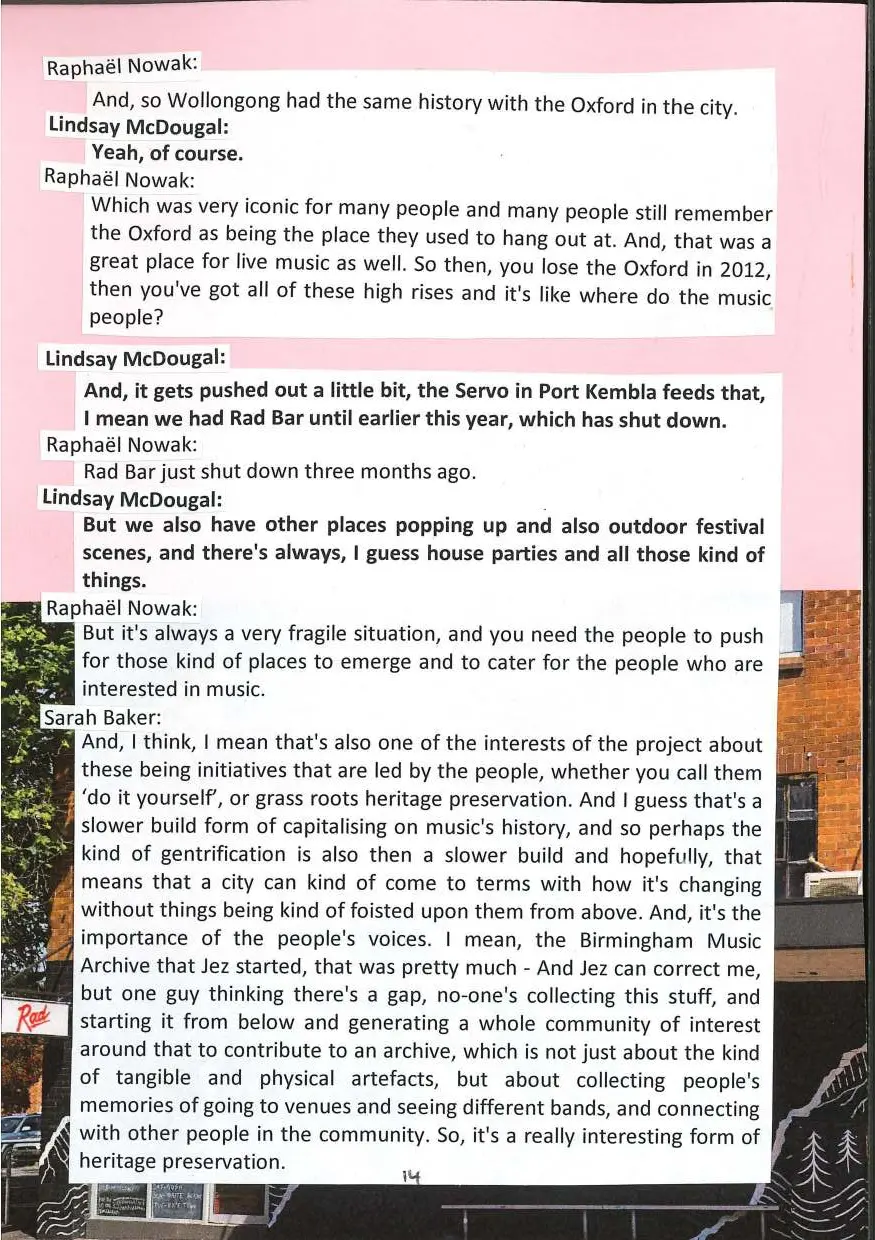 Raphaël Nowak:
And, so Wollongong had the same history with the Oxford in the city.
Lindsay McDougal:
Yeah, of course.
Raphaël Nowak:
Which was very iconic for many people and many people still remember
the Oxford as being the place they used to hang out at. And, that was a
great place for live music as well. So then, you lose the Oxford in 2012,
then you've got all of these high rises and it's like where do the music
people?
Lindsay McDougal:
And, it gets pushed out a little bit, the Servo in Port Kembla feeds that,
I mean we had Rad Bar until earlier this year, which has shut down.
Raphaël Nowak:
Rad Bar just shut down three months ago.
Lindsay McDougal:
But we also have other places popping up and also outdoor festival
scenes, and there's always, I guess house parties and all those kind of
things.
Raphaël Nowak:
But it's always a very fragile situation, and you need the people to push
for those kind of places to emerge and to cater for the people who are
interested in music.
Sarah Baker:
And, I think, I mean that's also one of the interests of the project about
these being initiatives that are led by the people, whether you call them
‘do it yourself’, or grass roots heritage preservation. And I guess that's a
slower build form of capitalising on music's history, and so perhaps the
kind of gentrification is also then a slower build and hopefully, that
means that a city can kind of come to terms with how it's changing
without things being kind of foisted upon them from above. And, it's the
importance of the people's voices. I mean, the Birmingham Music
Archive that Jez started, that was pretty much - And Jez can correct me,
but one guy thinking there's a gap, no-one's collecting this stuff, and
starting it from below and generating a whole community of interest
around that to contribute to an archive, which is not just about the kind
of tangible and physical artefacts, but about collecting people's
memories of going to venues and seeing different bands, and connecting
with other people in the community. So, it's a really interesting form of
heritage preservation.
Rad
14